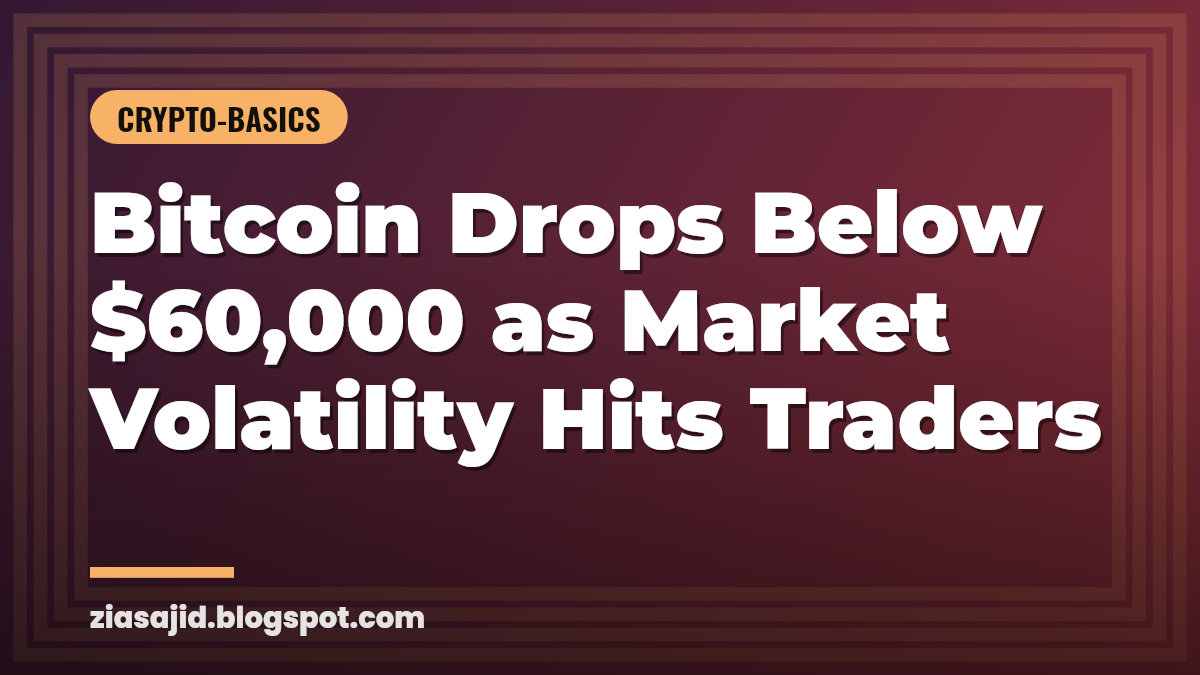 CRYPTO-BASICS
Bitcoin Drops Below
$60,000 as Market
Volatility Hits Traders
ziasajid.blogspot.com